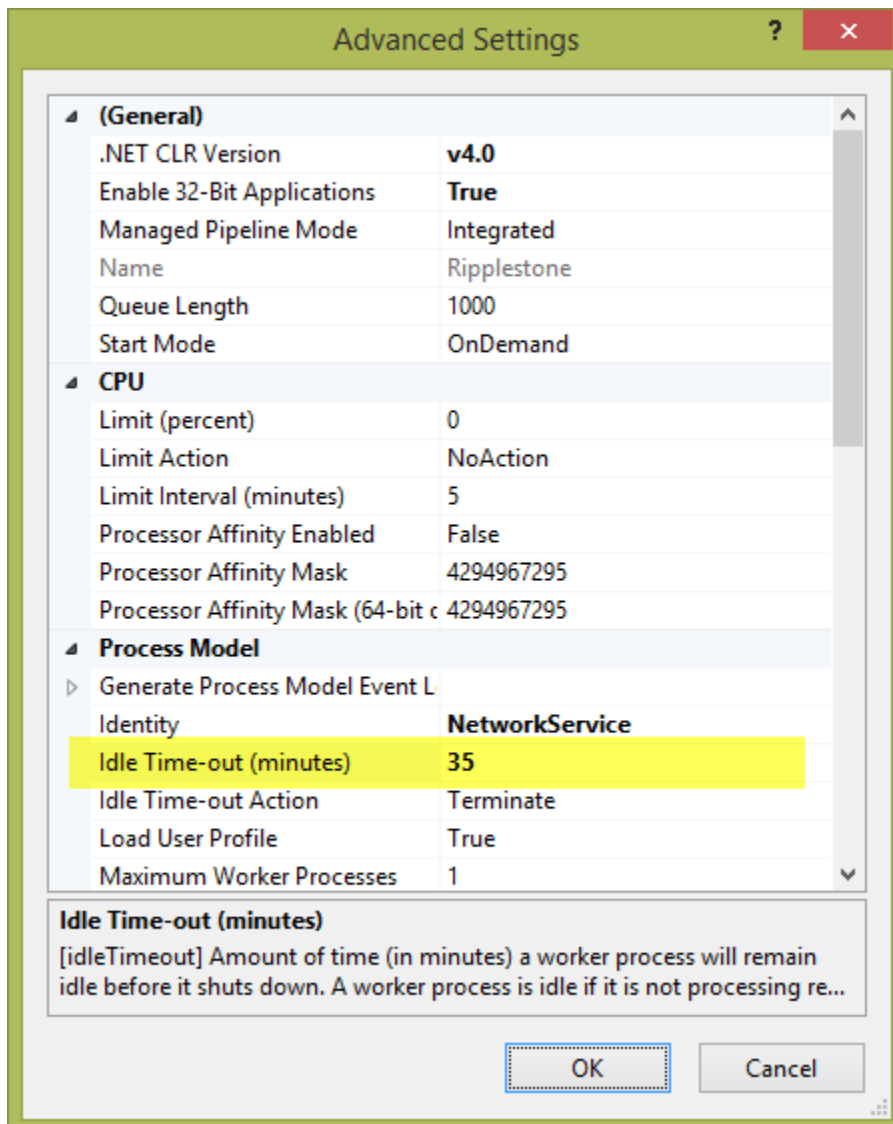 Advanced Settings ? ×
(General)
.NET CLR Version v4.0
Enable 32-Bit Applications True
Managed Pipeline Mode Integrated
Name Ripplestone
Queue Length 1000
Start Mode OnDemand
CPU
Limit (percent) 0
Limit Action NoAction
Limit Interval (minutes) 5
Processor Affinity Enabled False
Processor Affinity Mask 4294967295
Processor Affinity Mask (64-bit c 4294967295
Process Model
Generate Process Model Event L
Identity NetworkService
Idle Time-out (minutes) 35
Idle Time-out Action Terminate
Load User Profile True
Maximum Worker Processes 1
Idle Time-out (minutes)
[idleTimeout] Amount of time (in minutes) a worker process will remain
idle before it shuts down. A worker process is idle if it is not processing re...
OK Cancel